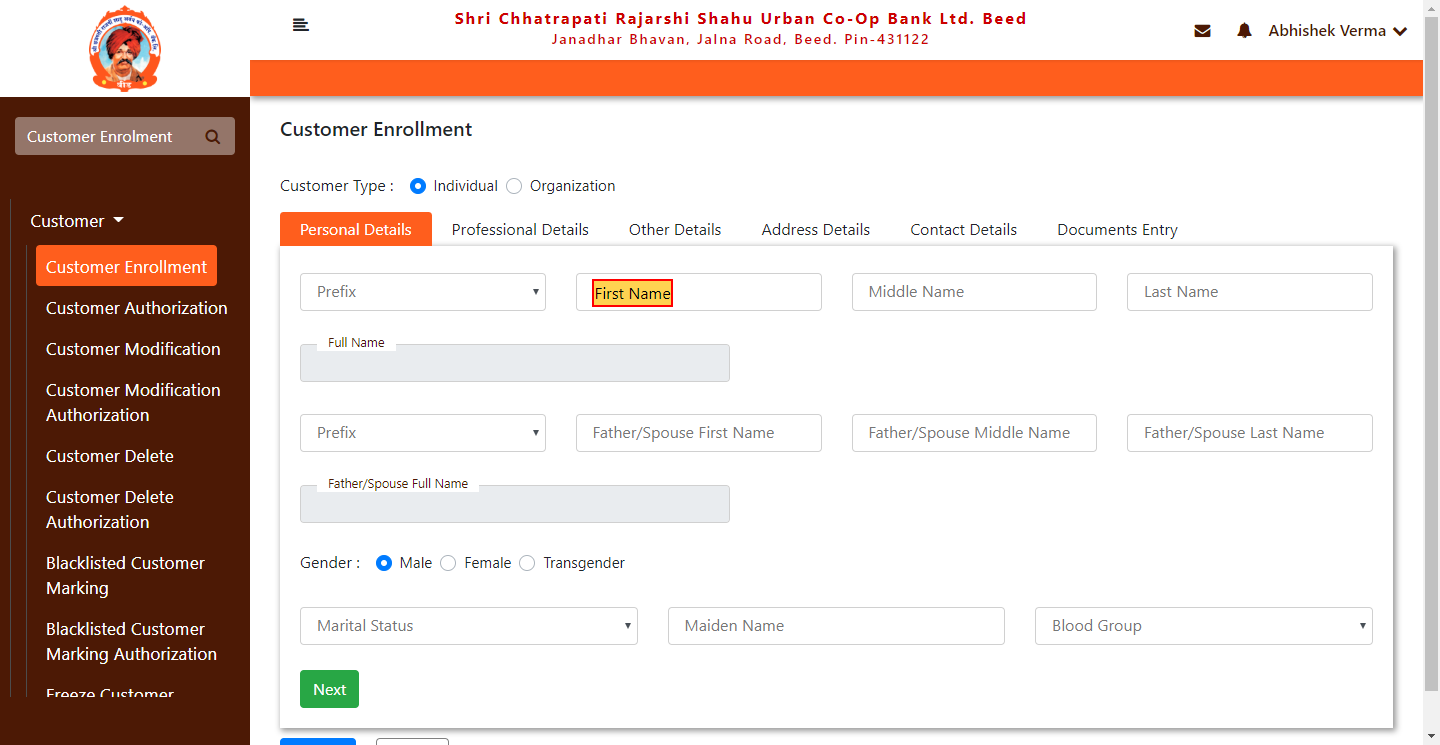 Shri Chhatrapati Rajarshi Shahu Urban Co-Op Bank Ltd. Beed
Janadhar Bhavan, Jalna Road, Beed. Pin-431122
Abhishek Verma
Customer Enrolment
Customer
Customer Enrollment
Customer Authorization
Customer Modification
Customer Modification
Authorization
Customer Delete
Customer Delete
Authorization
Blacklisted Customer
Marking
Blacklisted Customer
Marking Authorization
Freeze Customer
Customer Enrollment
Customer Type : Individual Organization
Personal Details Professional Details Other Details Address Details Contact Details Documents Entry
Prefix First Name Middle Name Last Name
Full Name
Prefix Father/Spouse First Name Father/Spouse Middle Name Father/Spouse Last Name
Father/Spouse Full Name
Gender : Male Female Transgender
Marital Status Maiden Name Blood Group
Next